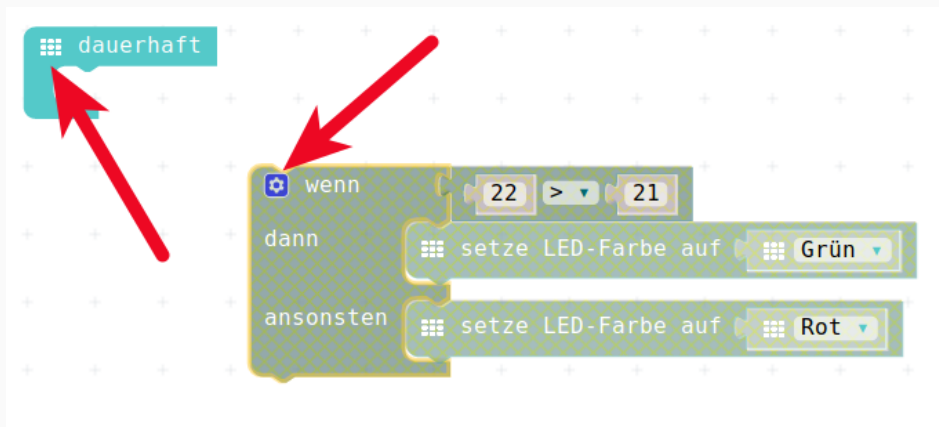 dauerhaft
wenn 22 > 21
dann setze LED-Farbe auf Grün
ansonsten setze LED-Farbe auf Rot